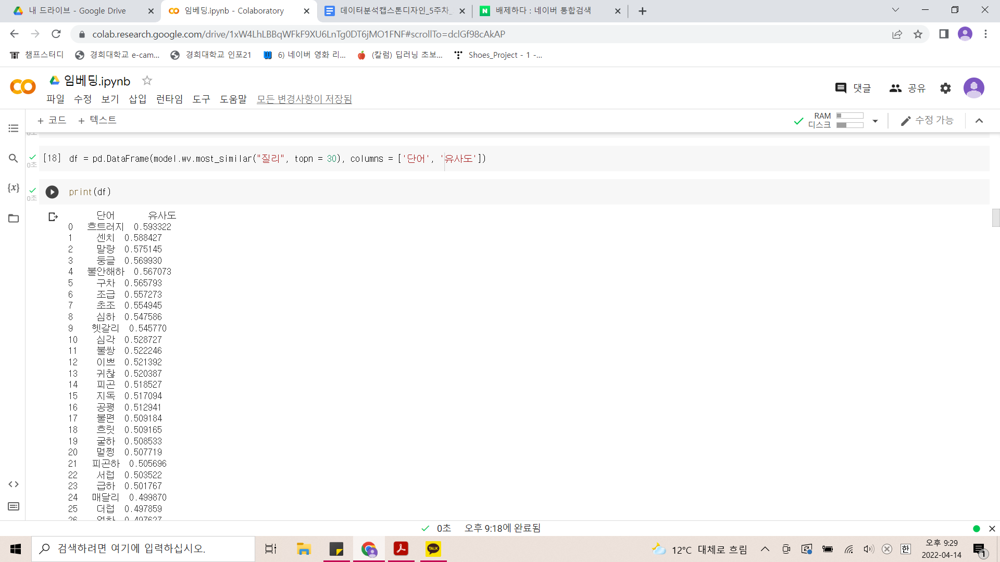 내 드라이브 - Google Drive
임베딩.ipynb - Colaboratory
데이터분석캡스톤디자인_5주차_
배제하다 : 네이버 통합검색
colab.research.google.com/drive/1xW4LhLBBqWFkF9XU6LnTg0DT6jMO1FNF#scrollTo=dclGf98cAkAP
챔프스터디
경희대학교 e-cam...
경희대학교 인포21
6) 네이버 영화 리...
(칼럼) 딥러닝 초보...
Shoes_Project - 1 -...
임베딩.ipynb
댓글
공유
파일 수정 보기 삽입 런타임 도구 도움말 모든 변경사항이 저장됨
+ 코드 + 텍스트
RAM
디스크
수정 가능
[18] df = pd.DataFrame(model.wv.most_similar("질리", topn = 30), columns = ['단어', '유사도'])
0초
print(df)
0초
단어 유사도
0 흐트러지 0.593322
1 센치 0.588427
2 말랑 0.575145
3 둥글 0.569930
4 불안해하 0.567073
5 구차 0.565793
6 조급 0.557273
7 초조 0.554945
8 심하 0.547586
9 헷갈리 0.545770
10 심각 0.528727
11 불쌍 0.522246
12 이쁘 0.521392
13 귀찮 0.520387
14 피곤 0.518527
15 지독 0.517094
16 공평 0.512941
17 불편 0.509184
18 흐릿 0.509165
19 굴하 0.508533
20 멀쩡 0.507719
21 피곤하 0.505696
22 서럽 0.503522
23 급하 0.501767
24 매달리 0.499870
25 더럽 0.497859
26 0.497627
0초 오후 9:18에 완료됨
검색하려면 여기에 입력하십시오.
TALK
12°C 대체로 흐림
한
오후 9:29
2022-04-14
1